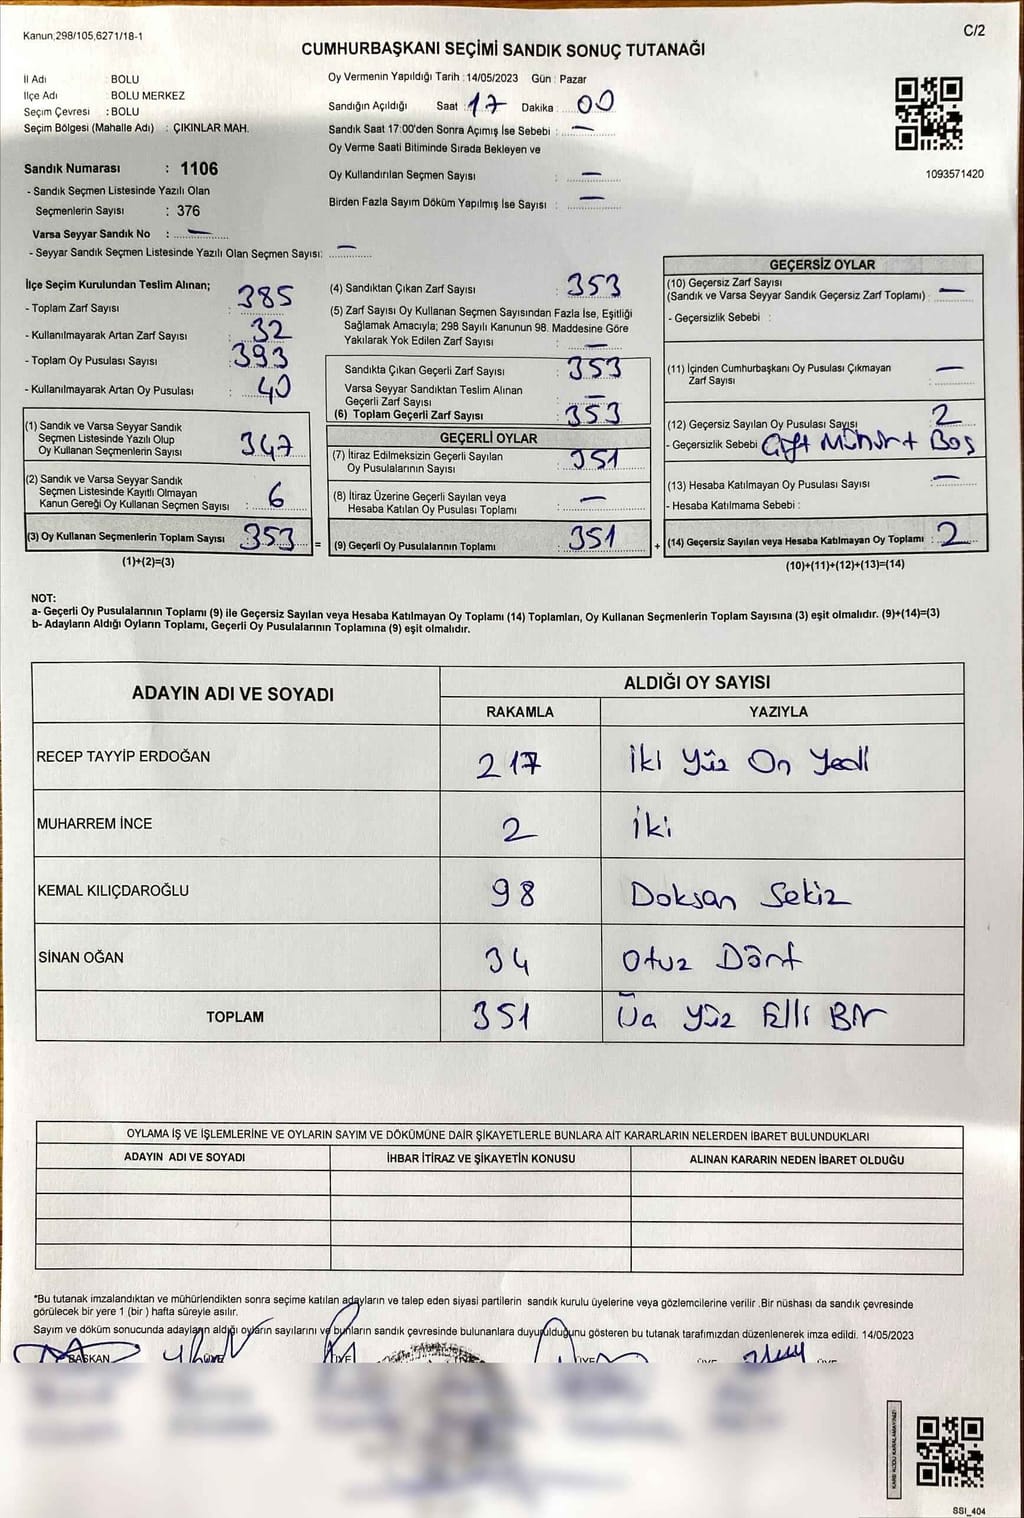 Kanun;298/105,6271/18-1
C/2
CUMHURBAŞKANI SEÇİMİ SANDIK SONUÇ TUTANAĞI
İl Adı : BOLU
İlçe Adı : BOLU MERKEZ
Seçim Çevresi : BOLU
Seçim Bölgesi (Mahalle Adı) : ÇIKINLAR MAH.
Sandık Numarası : 1106
- Sandık Seçmen Listesinde Yazılı Olan
Seçmenlerin Sayısı : 376
Varsa Seyyar Sandık No : —
- Seyyar Sandık Seçmen Listesinde Yazılı Olan Seçmen Sayısı: —
Oy Vermenin Yapıldığı Tarih : 14/05/2023 Gün : Pazar
Sandığın Açıldığı Saat : 17 Dakika : 00
Sandık Saat 17:00'den Sonra Açımış İse Sebebi : —
Oy Verme Saati Bitiminde Sırada Bekleyen ve
Oy Kullandırılan Seçmen Sayısı : —
Birden Fazla Sayım Döküm Yapılmış İse Sayısı : —
1093571420
İlçe Seçim Kurulundan Teslim Alınan;
- Toplam Zarf Sayısı : 385
- Kullanılmayarak Artan Zarf Sayısı : 32
- Toplam Oy Pusulası Sayısı : 393
- Kullanılmayarak Artan Oy Pusulası : 40
(1) Sandık ve Varsa Seyyar Sandık
Seçmen Listesinde Yazılı Olup
Oy Kullanan Seçmenlerin Sayısı : 347
(2) Sandık ve Varsa Seyyar Sandık
Seçmen Listesinde Kayıtlı Olmayan
Kanun Gereği Oy Kullanan Seçmen Sayısı : 6
(3) Oy Kullanan Seçmenlerin Toplam Sayısı : 353 =
(1)+(2)=(3)
(4) Sandıktan Çıkan Zarf Sayısı : 353
(5) Zarf Sayısı Oy Kullanan Seçmen Sayısından Fazla İse, Eşitliği
Sağlamak Amacıyla; 298 Sayılı Kanunun 98. Maddesine Göre
Yakılarak Yok Edilen Zarf Sayısı : —
Sandıkta Çıkan Geçerli Zarf Sayısı : 353
Varsa Seyyar Sandıktan Teslim Alınan
Geçerli Zarf Sayısı : —
(6) Toplam Geçerli Zarf Sayısı : 353
GEÇERLİ OYLAR
(7) İtiraz Edilmeksizin Geçerli Sayılan
Oy Pusulalarının Sayısı : 351
(8) İtiraz Üzerine Geçerli Sayılan veya
Hesaba Katılan Oy Pusulası Toplamı : —
(9) Geçerli Oy Pusulalarının Toplamı : 351 +
GEÇERSİZ OYLAR
(10) Geçersiz Zarf Sayısı
(Sandık ve Varsa Seyyar Sandık Geçersiz Zarf Toplamı) : —
- Geçersizlik Sebebi :
(11) İçinden Cumhurbaşkanı Oy Pusulası Çıkmayan
Zarf Sayısı : —
(12) Geçersiz Sayılan Oy Pusulası Sayısı : 2
- Geçersizlik Sebebi : Çift Mühür + Boş
(13) Hesaba Katılmayan Oy Pusulası Sayısı : —
- Hesaba Katılmama Sebebi :
(14) Geçersiz Sayılan veya Hesaba Katılmayan Oy Toplamı : 2
(10)+(11)+(12)+(13)=(14)
NOT:
a- Geçerli Oy Pusulalarının Toplamı (9) ile Geçersiz Sayılan veya Hesaba Katılmayan Oy Toplamı (14) Toplamları, Oy Kullanan Seçmenlerin Toplam Sayısına (3) eşit olmalıdır. (9)+(14)=(3)
b- Adayların Aldığı Oyların Toplamı, Geçerli Oy Pusulalarının Toplamına (9) eşit olmalıdır.
ADAYIN ADI VE SOYADI
ALDIĞI OY SAYISI
RAKAMLA YAZIYLA
RECEP TAYYİP ERDOĞAN 217 İki Yüz On Yedi
MUHARREM İNCE 2 İki
KEMAL KILIÇDAROĞLU 98 Doksan Sekiz
SİNAN OĞAN 34 Otuz Dört
TOPLAM 351 Üç Yüz Elli Bir
OYLAMA İŞ VE İŞLEMLERİNE VE OYLARIN SAYIM VE DÖKÜMÜNE DAİR ŞİKAYETLERLE BUNLARA AİT KARARLARIN NELERDEN İBARET BULUNDUKLARI
ADAYIN ADI VE SOYADI İHBAR İTİRAZ VE ŞİKAYETİN KONUSU ALINAN KARARIN NEDEN İBARET OLDUĞU
*Bu tutanak imzalandıktan ve mühürlendikten sonra seçime katılan adayların ve talep eden siyasi partilerin sandık kurulu üyelerine veya gözlemcilerine verilir .Bir nüshası da sandık çevresinde
görülecek bir yere 1 (bir ) hafta süreyle asılır.
Sayım ve döküm sonucunda adayların aldığı oyların sayılarını ve bunların sandık çevresinde bulunanlara duyurulduğunu gösteren bu tutanak tarafımızdan düzenlenerek imza edildi. 14/05/2023
BAŞKAN ÜYE ÜYE ÜYE ÜYE ÜYE
SSI_404